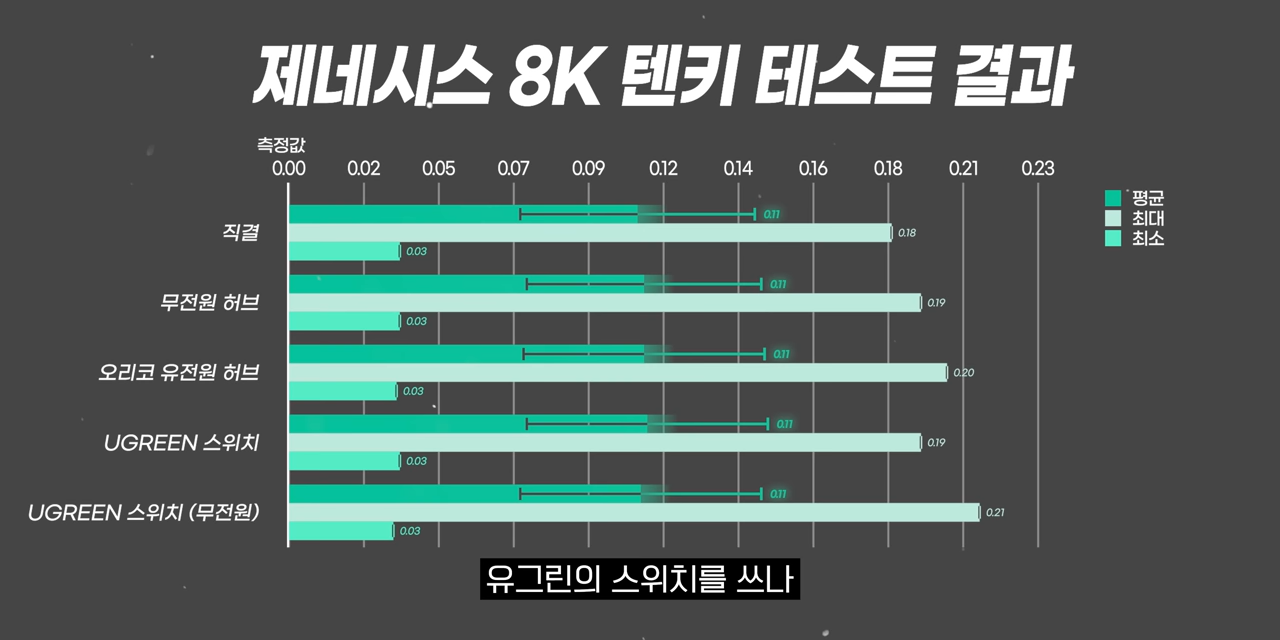 제네시스 8K 텐키 테스트 결과
측정값
0.00 0.02 0.05 0.07 0.09 0.12 0.14 0.16 0.18 0.21 0.23
평균
최대
최소
직결
0.11
0.18
0.03
무전원 허브
0.11
0.19
0.03
오리코 유전원 허브
0.11
0.20
0.03
UGREEN 스위치
0.11
0.19
0.03
UGREEN 스위치 (무전원)
0.11
0.21
0.03
유그린의 스위치를 쓰나